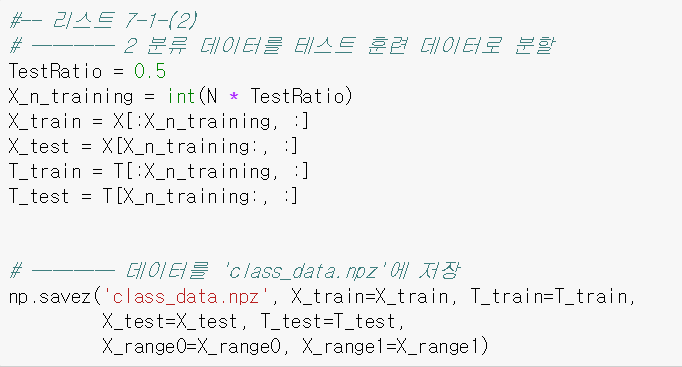 #-- 리스트 7-1-(2)
# ――――― 2 분류 데이터를 테스트 훈련 데이터로 분할
TestRatio = 0.5
X_n_training = int(N * TestRatio)
X_train = X[:X_n_training, :]
X_test = X[X_n_training:, :]
T_train = T[:X_n_training, :]
T_test = T[X_n_training:, :]
# ――――― 데이터를 'class_data.npz'에 저장
np.savez('class_data.npz', X_train=X_train, T_train=T_train,
X_test=X_test, T_test=T_test,
X_range0=X_range0, X_range1=X_range1)